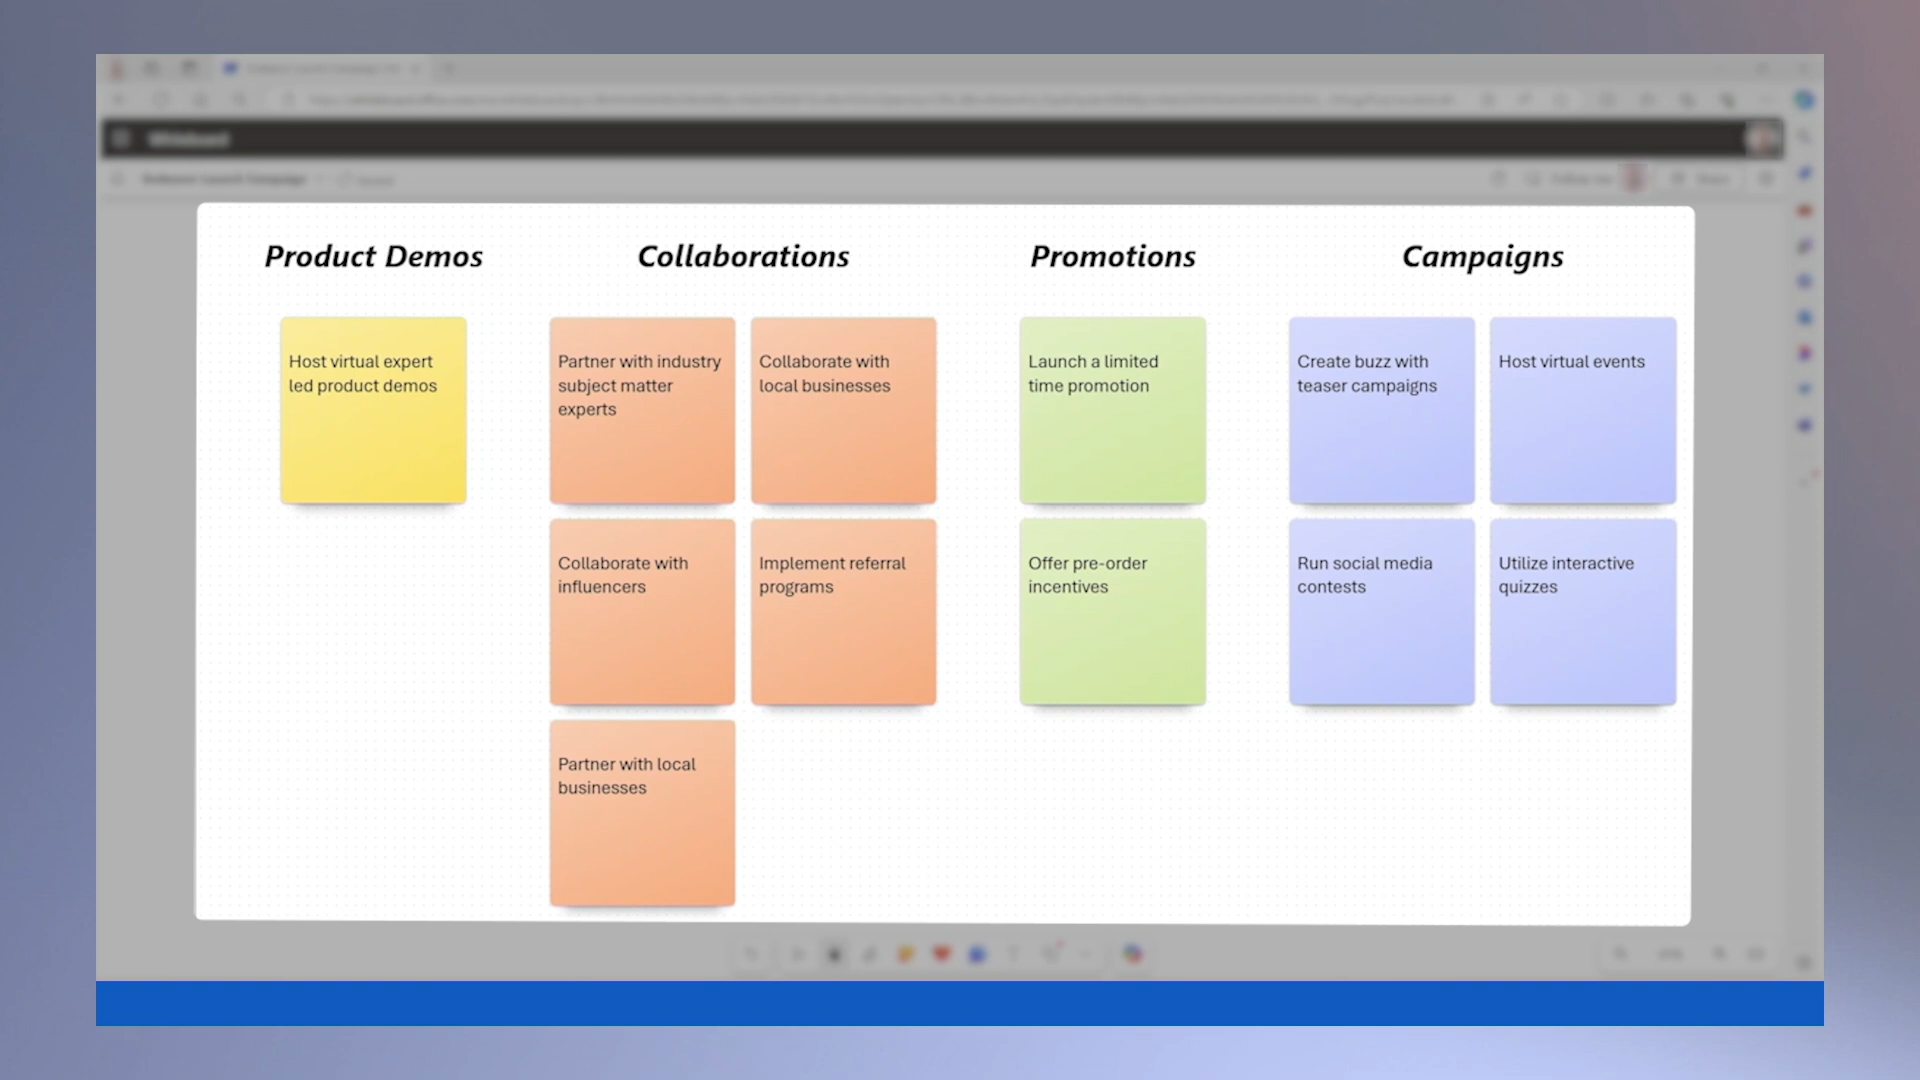 Whiteboard
Product Demos
Collaborations
Promotions
Campaigns
Host virtual expert
led product demos
Partner with industry
subject matter
experts
Collaborate with
local businesses
Launch a limited
time promotion
Create buzz with
teaser campaigns
Host virtual events
Collaborate with
influencers
Implement referral
programs
Offer pre-order
incentives
Run social media
contests
Utilize interactive
quizzes
Partner with local
businesses